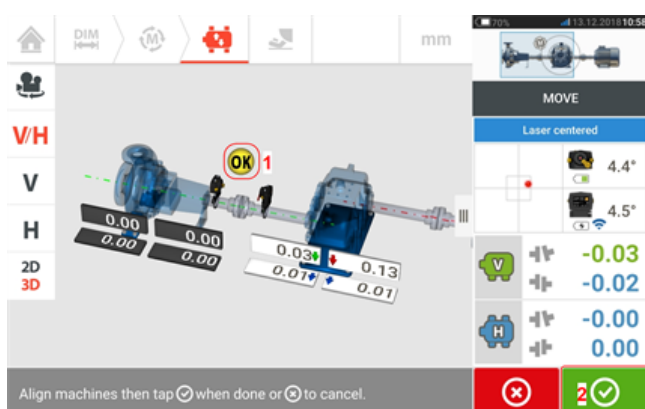 70% 13.12.2018 10:58
DIM M mm
MOVE
Laser centered
V/H
V
H
2D
3D
OK 1
0.00 0.00
0.00 0.00
0.03 0.13
0.01 0.01
4.4°
4.5°
V -0.03
-0.02
H -0.00
0.00
Align machines then tap when done or to cancel.
2